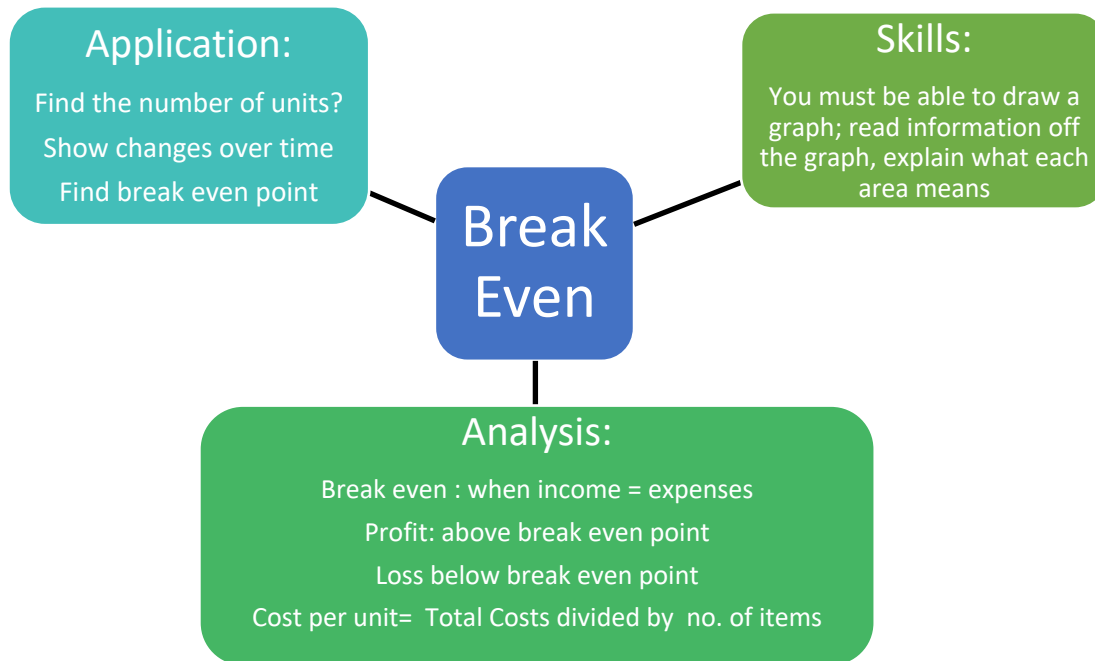 Application:
Find the number of units?
Show changes over time
Find break even point
Skills:
You must be able to draw a
graph; read information off
the graph, explain what each
area means
Break
Even
Analysis:
Break even : when income = expenses
Profit: above break even point
Loss below break even point
Cost per unit=  Total Costs divided by  no. of items